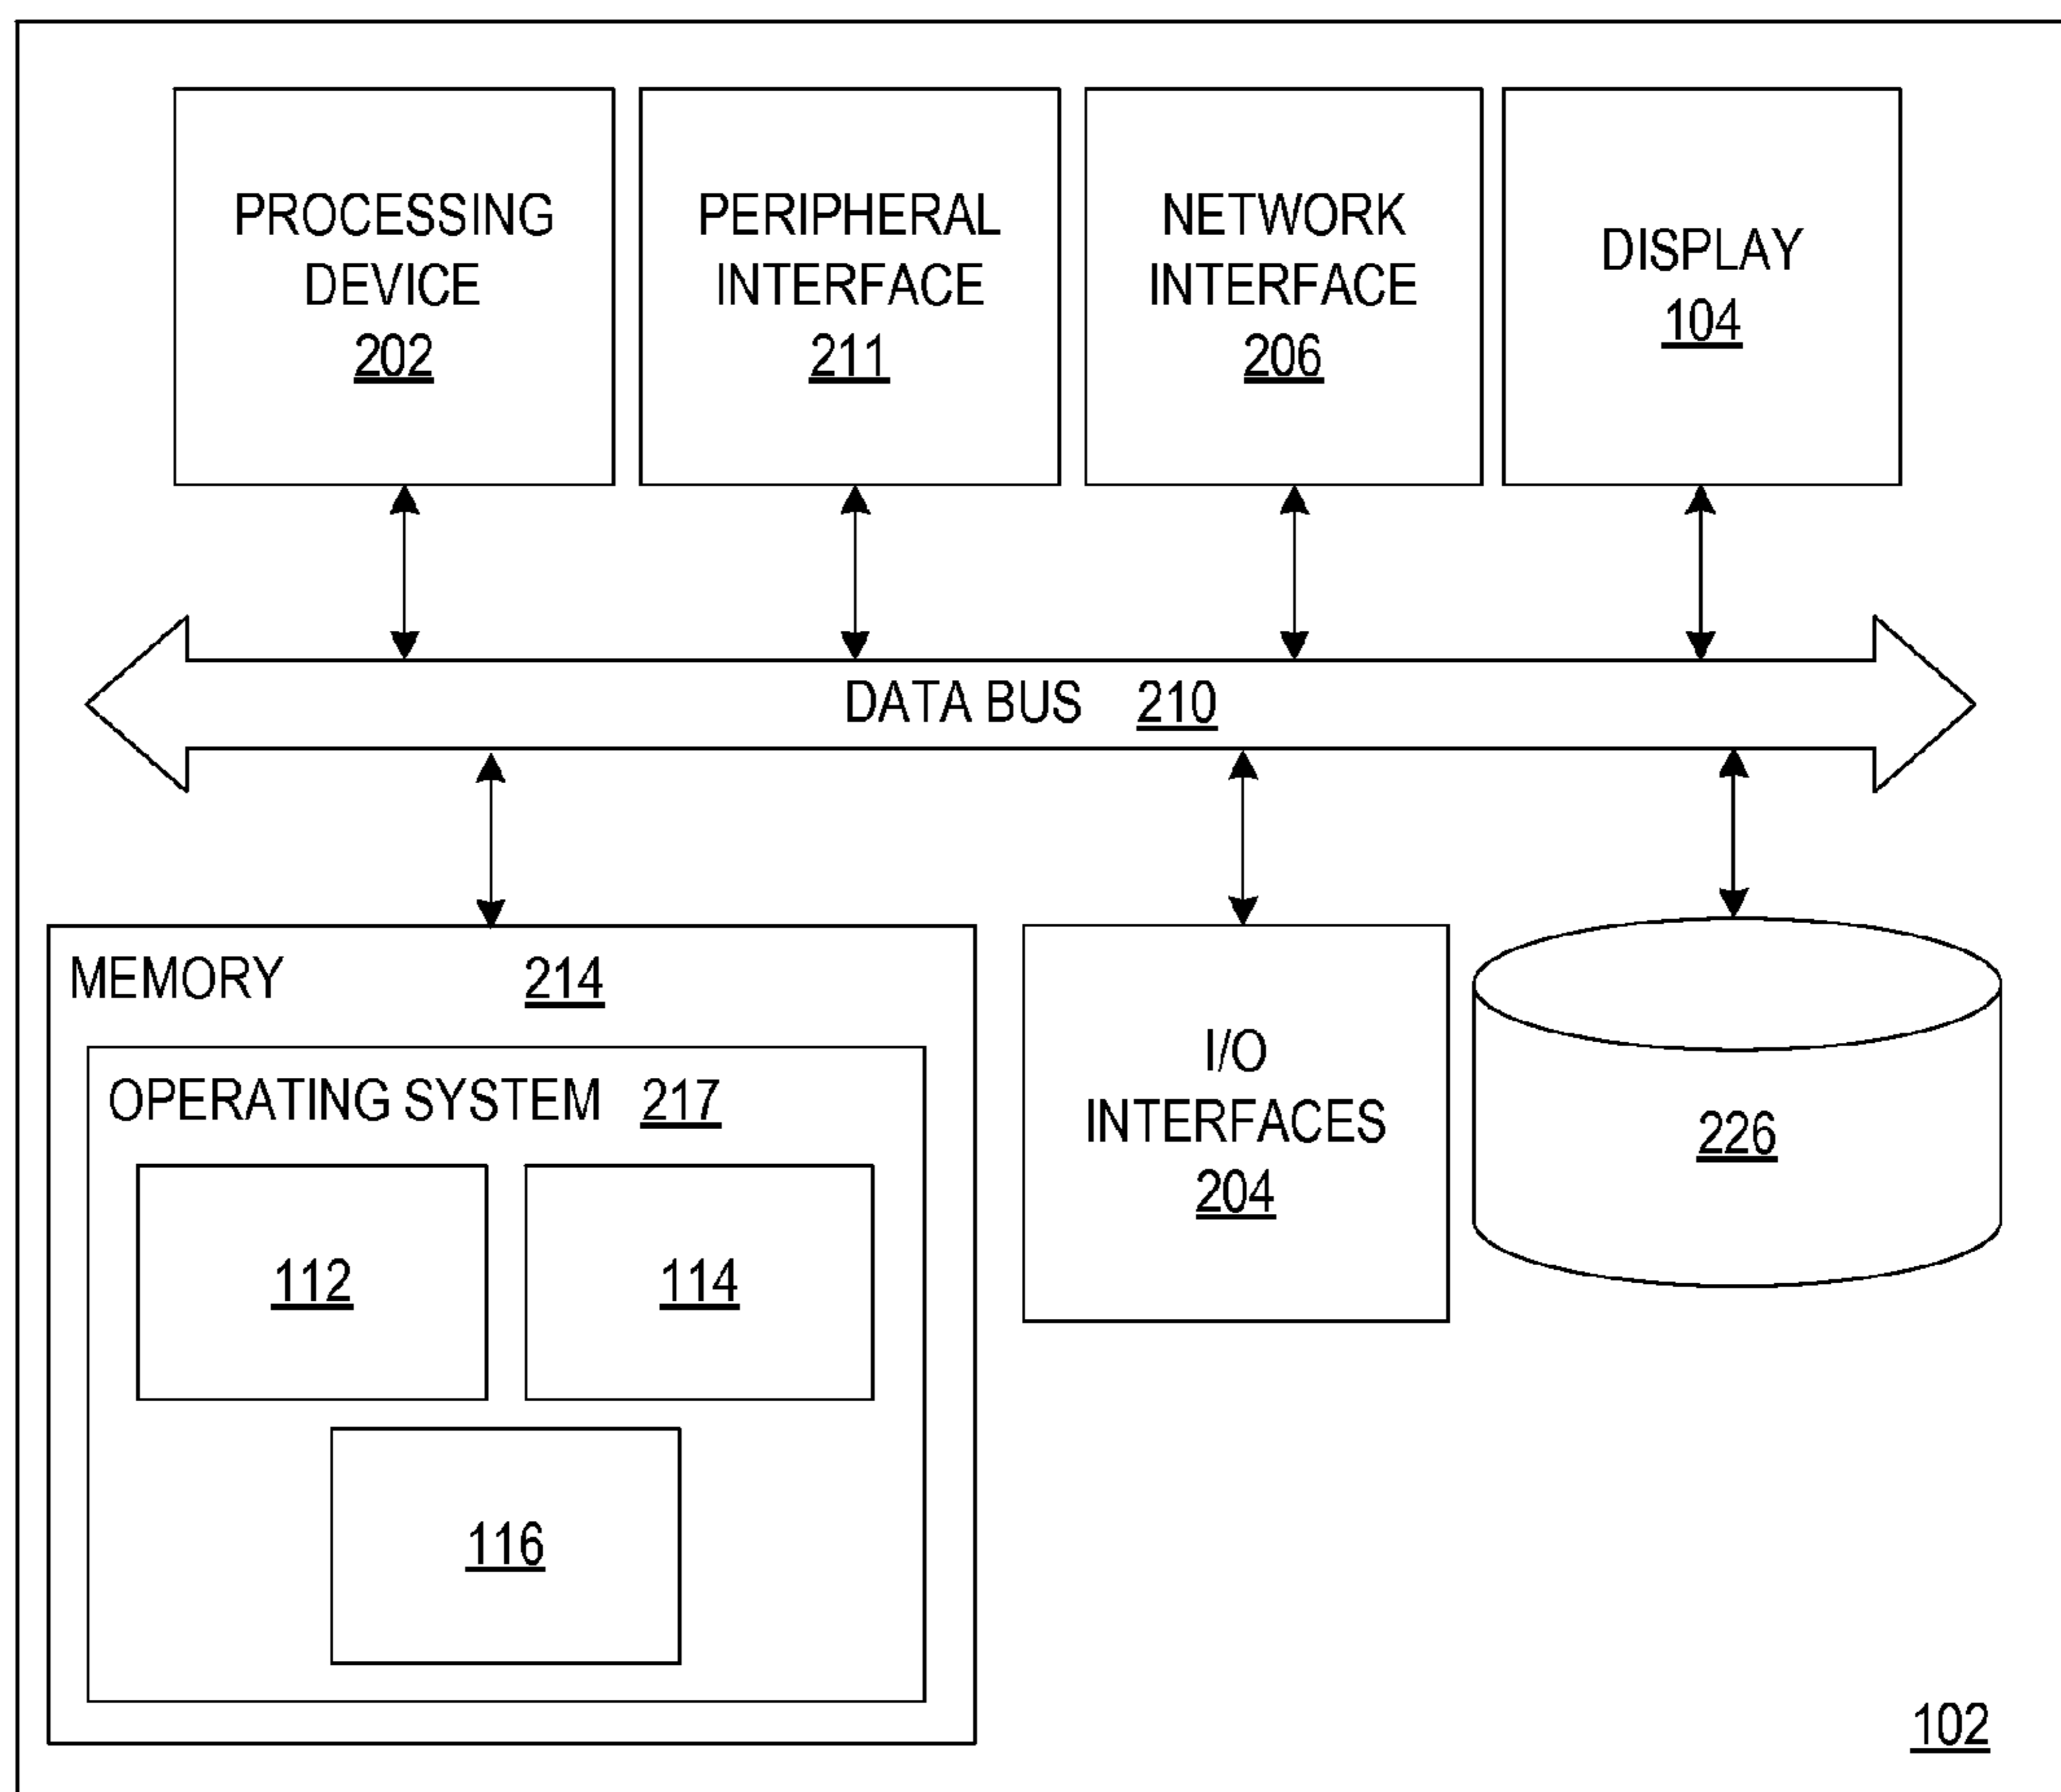 PROCESSING
DEVICE
202
PERIPHERAL
INTERFACE
211
NETWORK
INTERFACE
206
DISPLAY
104
DATA BUS 210
MEMORY 214
OPERATING SYSTEM 217
112
114
116
I/O
INTERFACES
204
226
102